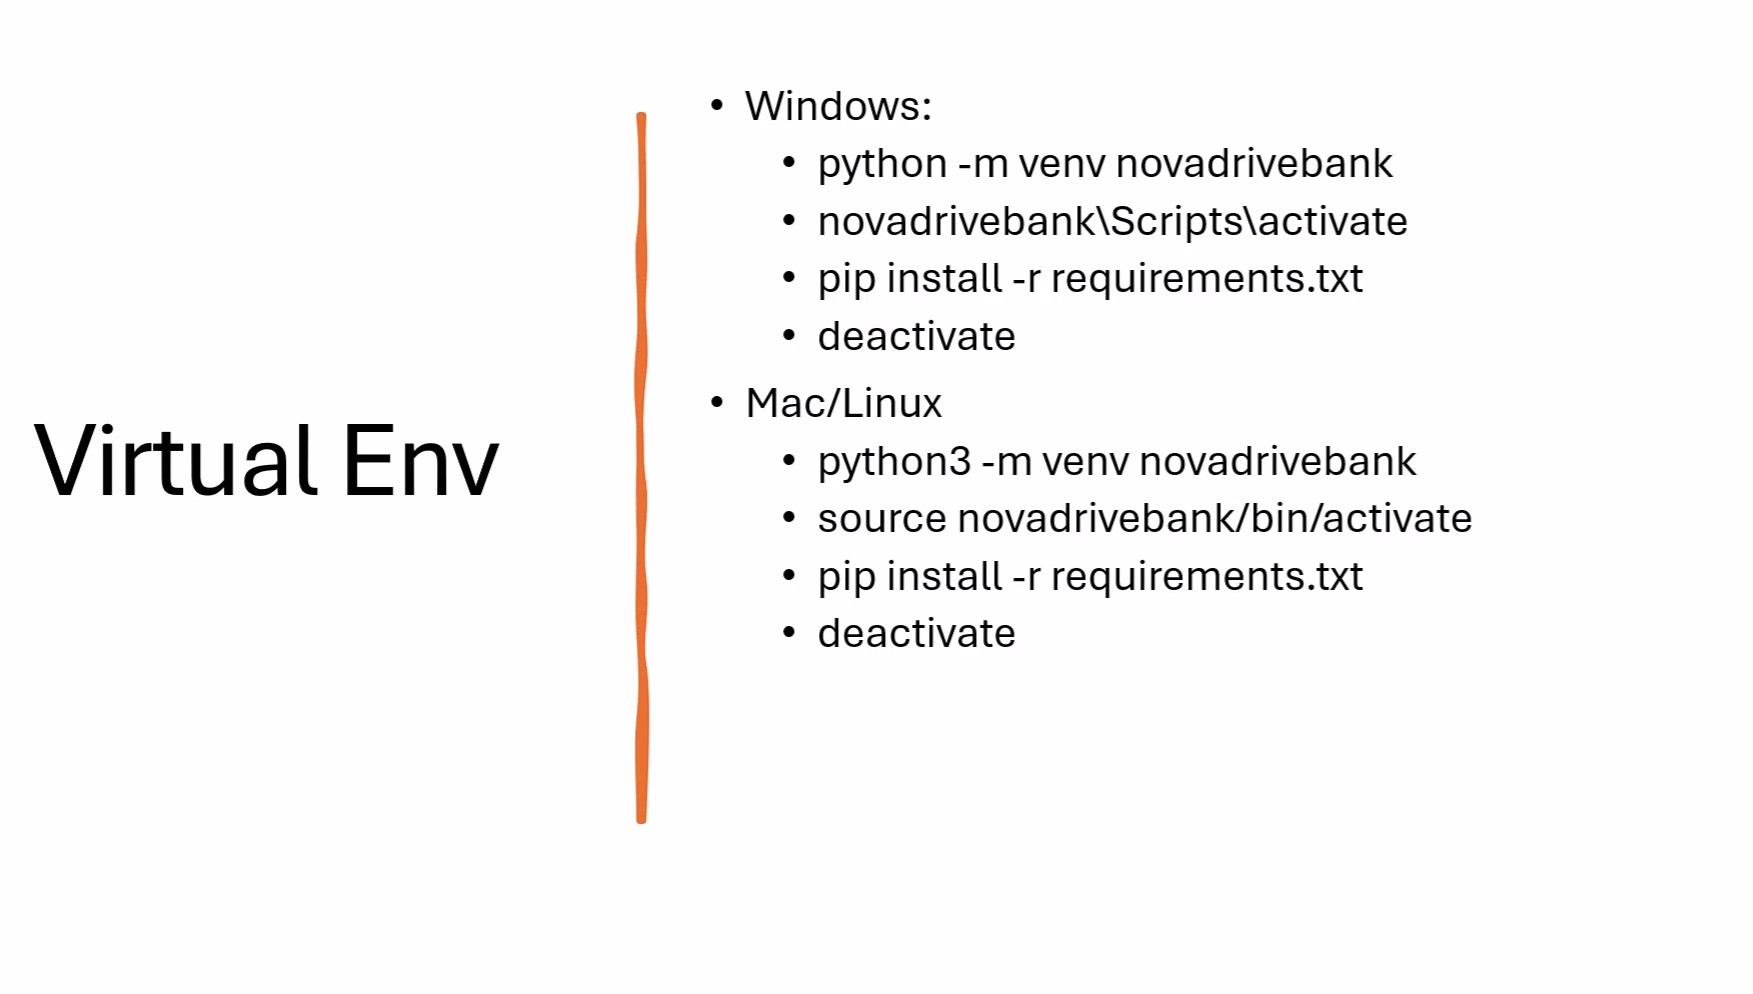 Virtual Env
• Windows:
• python -m venv novadrivebank
• novadrivebank\Scripts\activate
• pip install -r requirements.txt
• deactivate
• Mac/Linux
• python3 -m venv novadrivebank
• source novadrivebank/bin/activate
• pip install -r requirements.txt
• deactivate